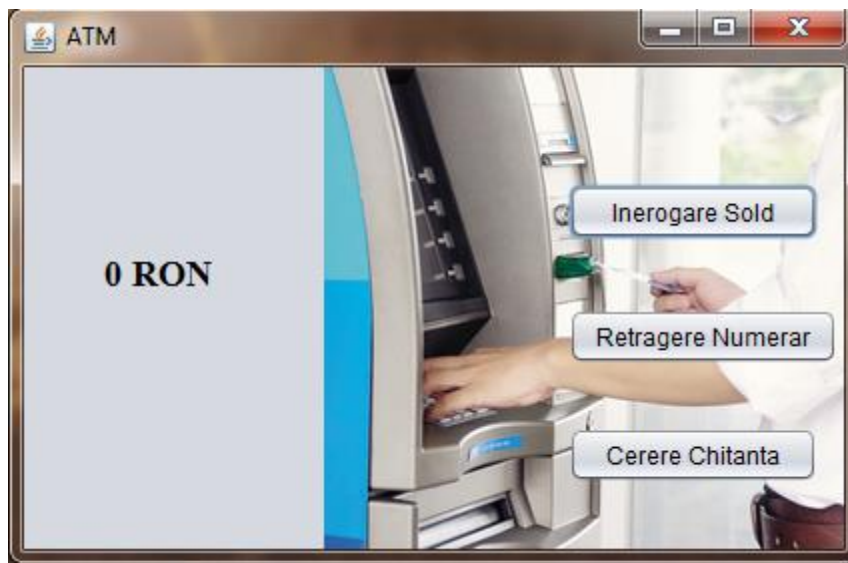 ATM
0 RON
Inerogare Sold
Retragere Numerar
Cerere Chitanta